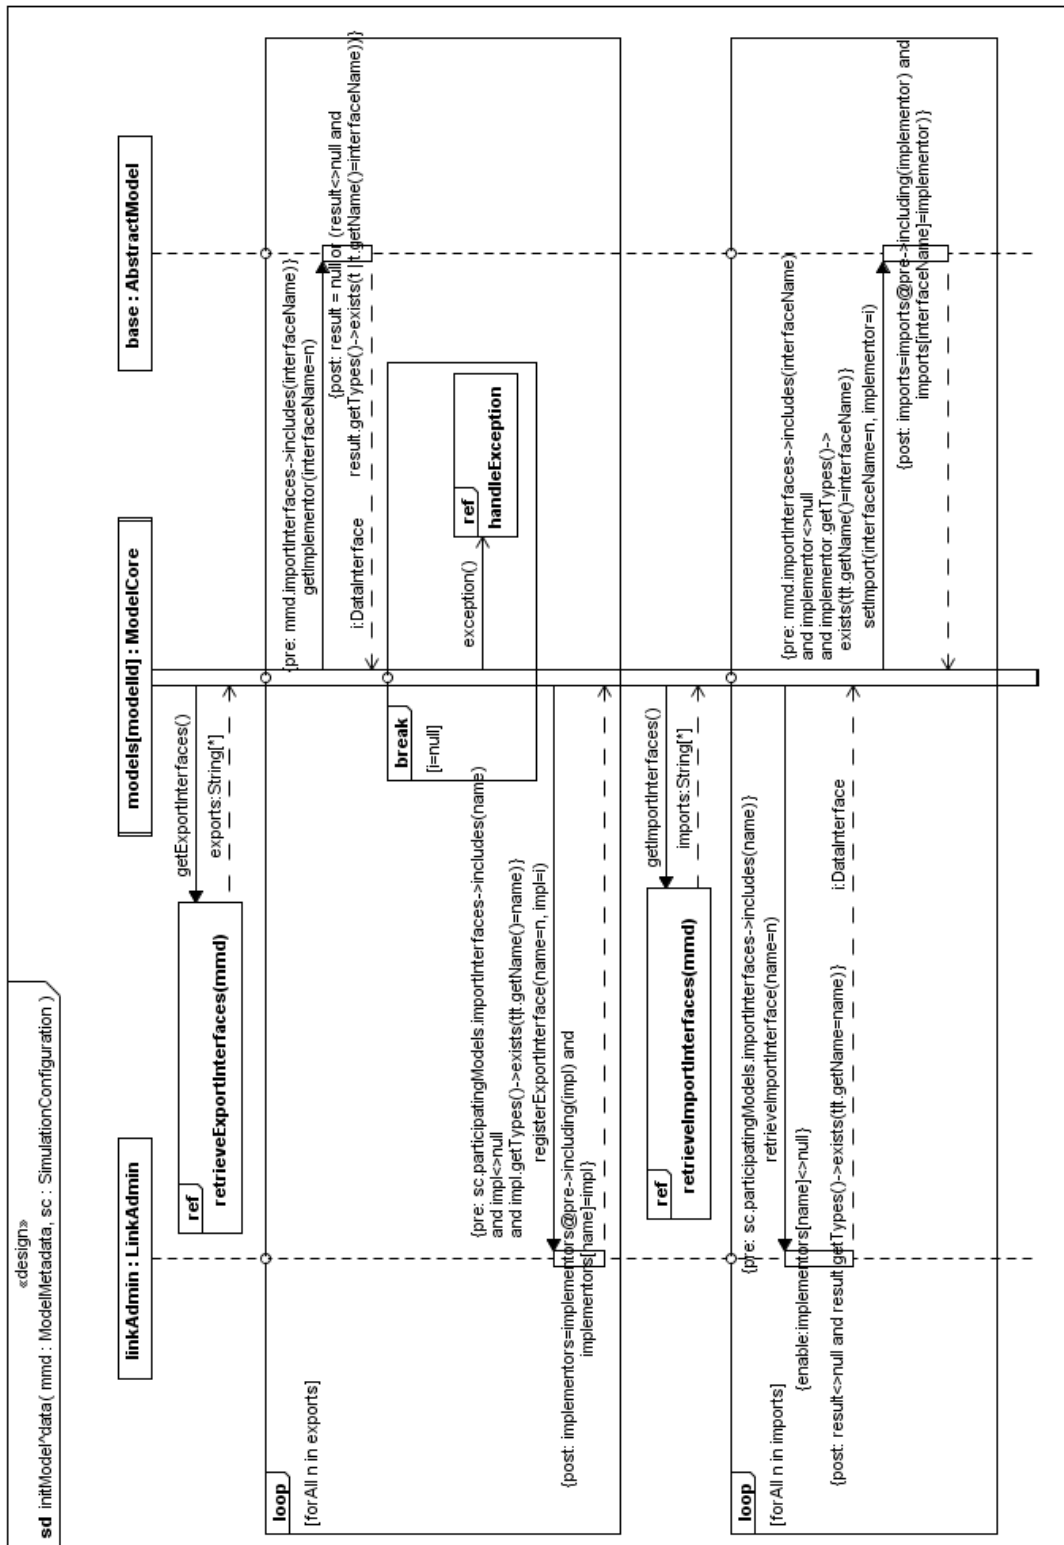 «design»
sd initModel^data( mmd : ModelMetadata, sc : SimulationConfiguration )
linkAdmin : LinkAdmin
models[modelId] : ModelCore
base : AbstractModel
getExportInterfaces()
ref
retrieveExportInterfaces(mmd)
exports:String[*]
loop
[forAll n in exports]
{pre: mmd.importInterfaces->includes(interfaceName)}
getImplementor(interfaceName=n)
{post: result = null or (result<>null and
result.getTypes()->exists(t |t.getName()=interfaceName))}
i:DataInterface
break
[i=null]
exception()
ref
handleException
{pre: sc.participatingModels.importInterfaces->includes(name)
and impl<>null
and impl.getTypes()->exists(t|t.getName()=name)}
registerExportInterface(name=n, impl=i)
{post: implementors=implementors@pre->including(impl) and
implementors[name]=impl}
getImportInterfaces()
ref
retrieveImportInterfaces(mmd)
imports:String[*]
loop
[forAll n in imports]
{pre: sc.participatingModels.importInterfaces->includes(name)}
retrieveImportInterface(name=n)
{enable:implementors[name]<>null}
{post: result<>null and result.getTypes()->exists(t|t.getName=name)}
i:DataInterface
{pre: mmd.importInterfaces->includes(interfaceName)
and implementor<>null
and implementor.getTypes()->
exists(t|t.getName()=interfaceName)}
setImport(interfaceName=n, implementor=i)
{post: imports=imports@pre->including(implementor) and
imports[interfaceName]=implementor)}